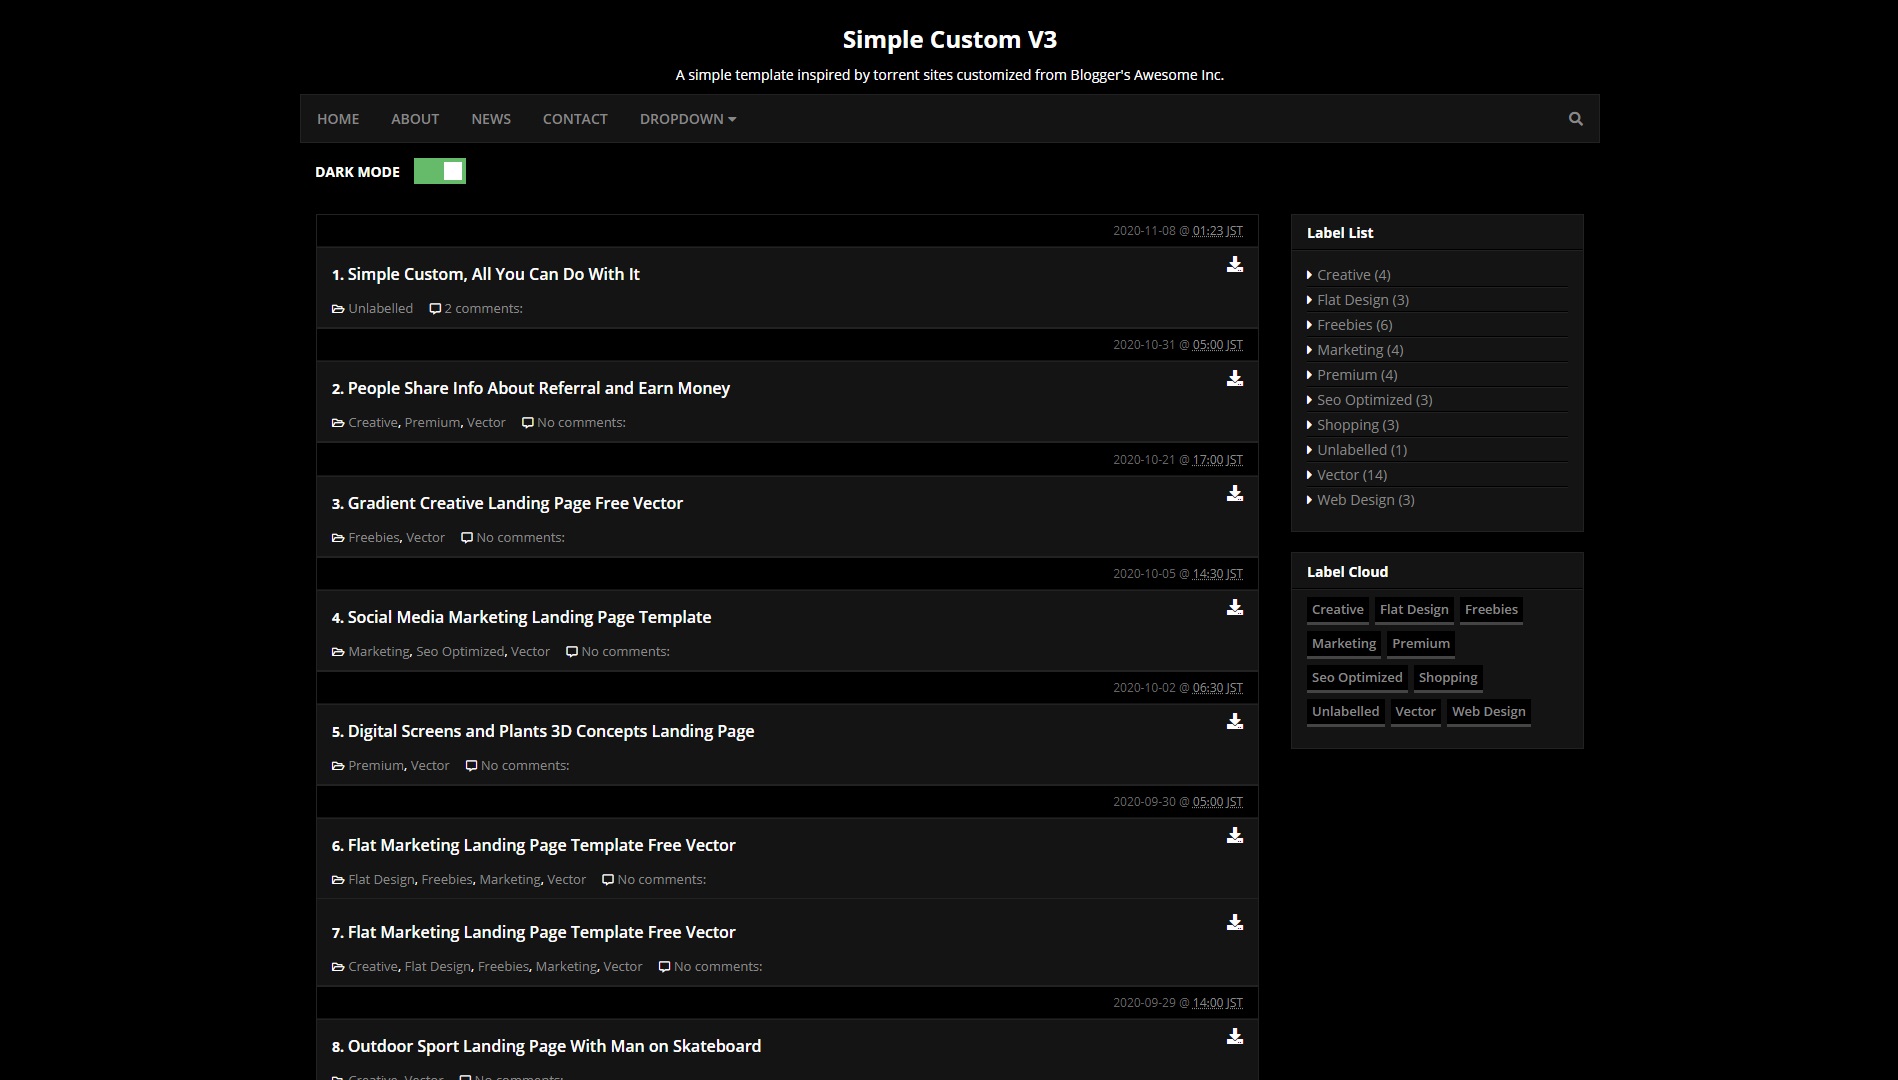 Simple Custom V3
A simple template inspired by torrent sites customized from Blogger's Awesome Inc.
HOME ABOUT NEWS CONTACT DROPDOWN
DARK MODE
2020-11-08 @ 01:23 JST
1. Simple Custom, All You Can Do With It
Unlabelled 2 comments:
2020-10-31 @ 05:00 JST
2. People Share Info About Referral and Earn Money
Creative, Premium, Vector No comments:
2020-10-21 @ 17:00 JST
3. Gradient Creative Landing Page Free Vector
Freebies, Vector No comments:
2020-10-05 @ 14:30 JST
4. Social Media Marketing Landing Page Template
Marketing, Seo Optimized, Vector No comments:
2020-10-02 @ 06:30 JST
5. Digital Screens and Plants 3D Concepts Landing Page
Premium, Vector No comments:
2020-09-30 @ 05:00 JST
6. Flat Marketing Landing Page Template Free Vector
Flat Design, Freebies, Marketing, Vector No comments:
7. Flat Marketing Landing Page Template Free Vector
Creative, Flat Design, Freebies, Marketing, Vector No comments:
2020-09-29 @ 14:00 JST
8. Outdoor Sport Landing Page With Man on Skateboard
Creative, Vector No comments:
Label List
Creative (4)
Flat Design (3)
Freebies (6)
Marketing (4)
Premium (4)
Seo Optimized (3)
Shopping (3)
Unlabelled (1)
Vector (14)
Web Design (3)
Label Cloud
Creative Flat Design Freebies
Marketing Premium
Seo Optimized Shopping
Unlabelled Vector Web Design